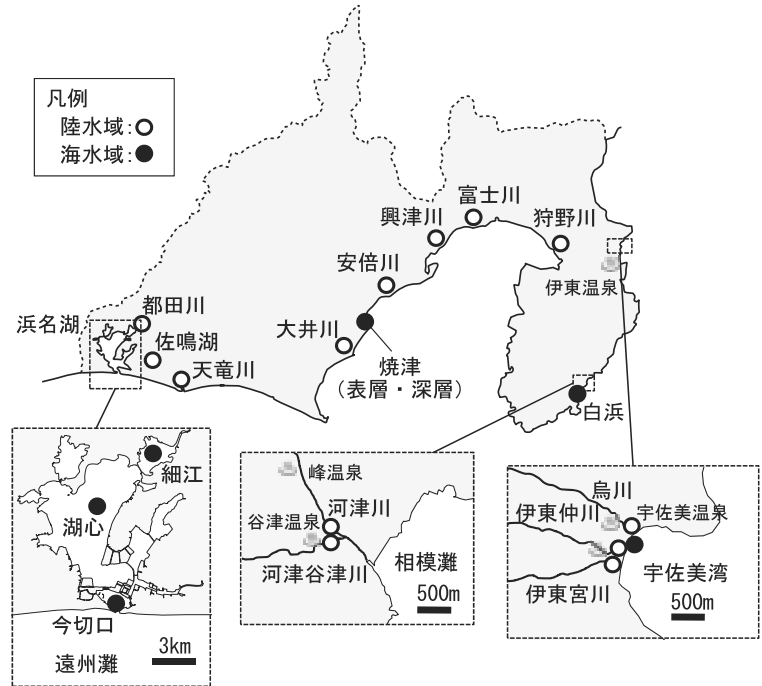 凡例
陸水域:
海水域:
富士川
興津川
狩野川
安倍川
伊東温泉
都田川
浜名湖
佐鳴湖
大井川
天竜川
焼津
(表層・深層)
白浜
細江
湖心
今切口
遠州灘
3km
峰温泉
谷津温泉
河津川
河津谷津川
相模灘
500m
烏川
伊東仲川
宇佐美温泉
伊東宮川
宇佐美湾
500m